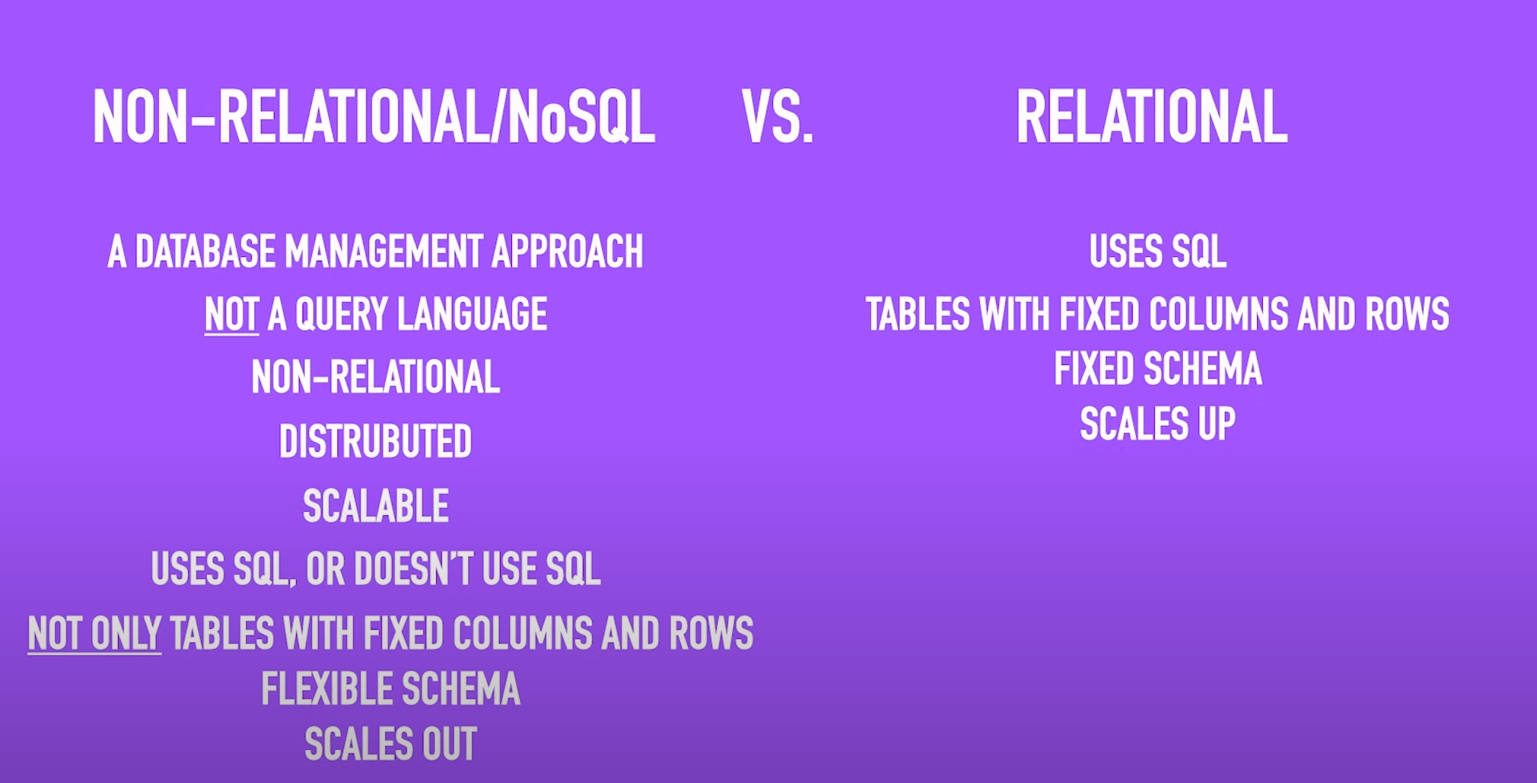 NON-RELATIONAL/NoSQL VS. RELATIONAL
A DATABASE MANAGEMENT APPROACH
NOT A QUERY LANGUAGE
NON-RELATIONAL
DISTRUBUTED
SCALABLE
USES SQL, OR DOESN'T USE SQL
NOT ONLY TABLES WITH FIXED COLUMNS AND ROWS
FLEXIBLE SCHEMA
SCALES OUT
USES SQL
TABLES WITH FIXED COLUMNS AND ROWS
FIXED SCHEMA
SCALES UP